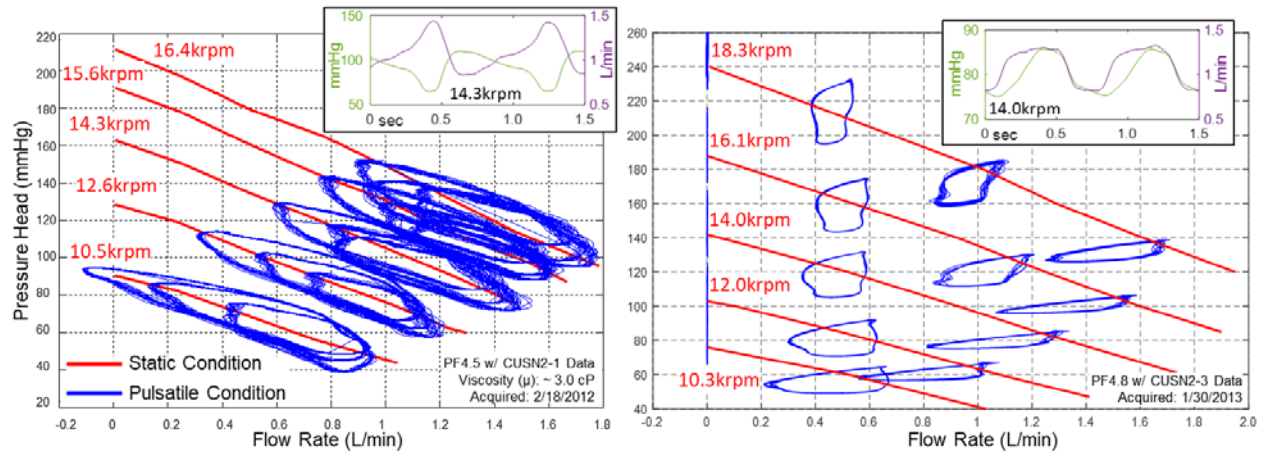 220
200
180
160
140
120
100
80
60
40
20
Pressure Head (mmHg)
16.4krpm
15.6krpm
14.3krpm
12.6krpm
10.5krpm
150
100
50
mmHg
1.5
1.0
0.5
L/min
14.3krpm
0 sec 0.5 1.0 1.5
Static Condition
Pulsatile Condition
PF4.5 w/ CUSN2-1 Data
Viscosity (μ): ~ 3.0 cP
Acquired: 2/18/2012
-0.2 0 0.2 0.4 0.6 0.8 1.0 1.2 1.4 1.6 1.8
Flow Rate (L/min)
260
240
220
200
180
160
140
120
100
80
60
40
18.3krpm
16.1krpm
14.0krpm
12.0krpm
10.3krpm
90
80
70
mmHg
1.5
1.0
0.5
L/min
14.0krpm
0 sec 0.5 1.0 1.5
PF4.8 w/ CUSN2-3 Data
Acquired: 1/30/2013
-0.2 0 0.2 0.4 0.6 0.8 1.0 1.2 1.4 1.6 1.8 2.0
Flow Rate (L/min)